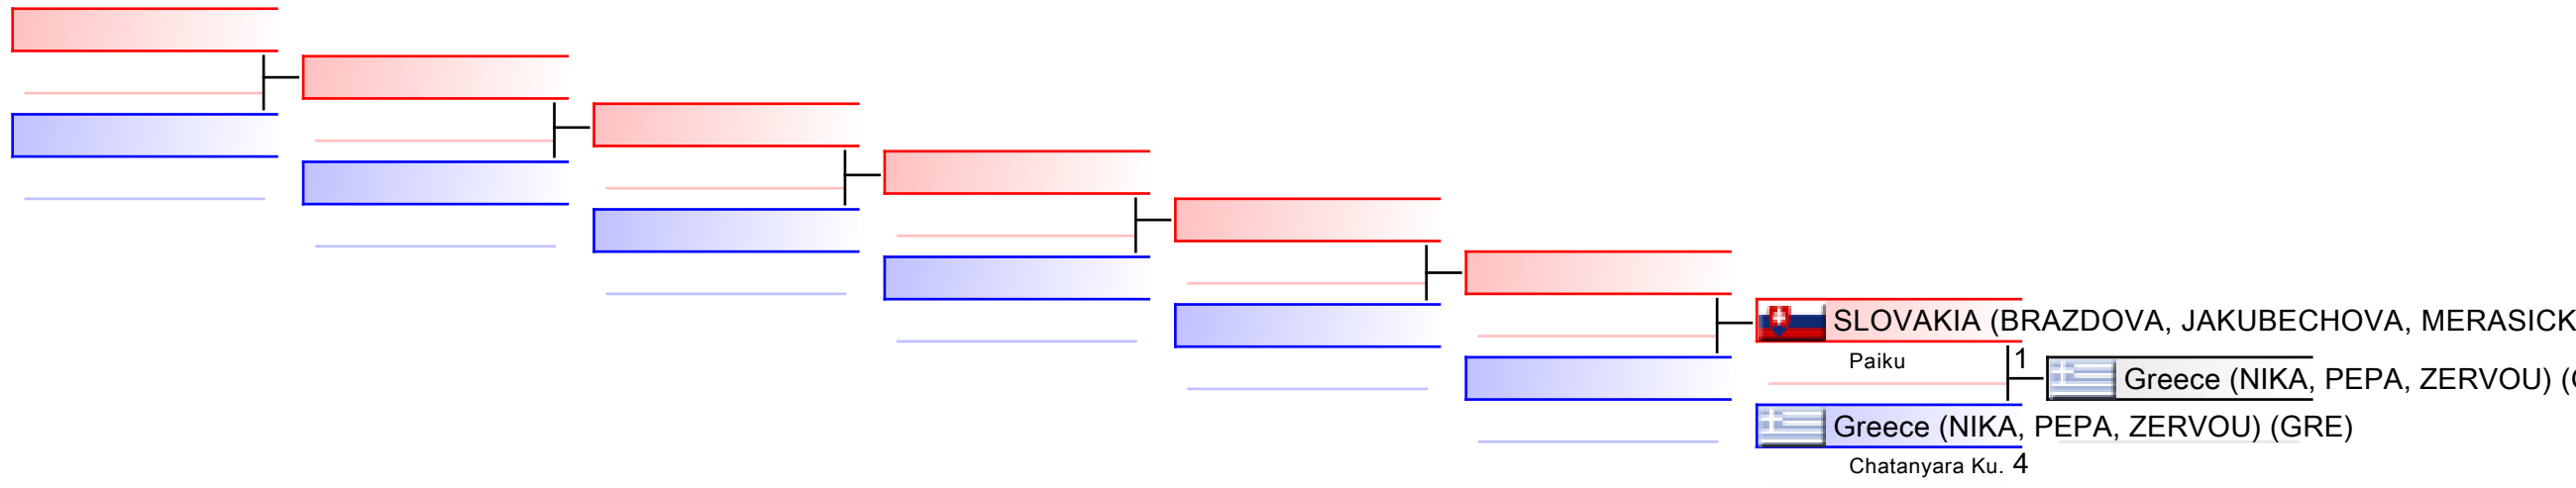 SLOVAKIA (BRAZDOVA, JAKUBECHOVA, MERASICK
Paiku 1
Greece (NIKA, PEPA, ZERVOU) (
Greece (NIKA, PEPA, ZERVOU) (GRE)
Chatanyara Ku. 4